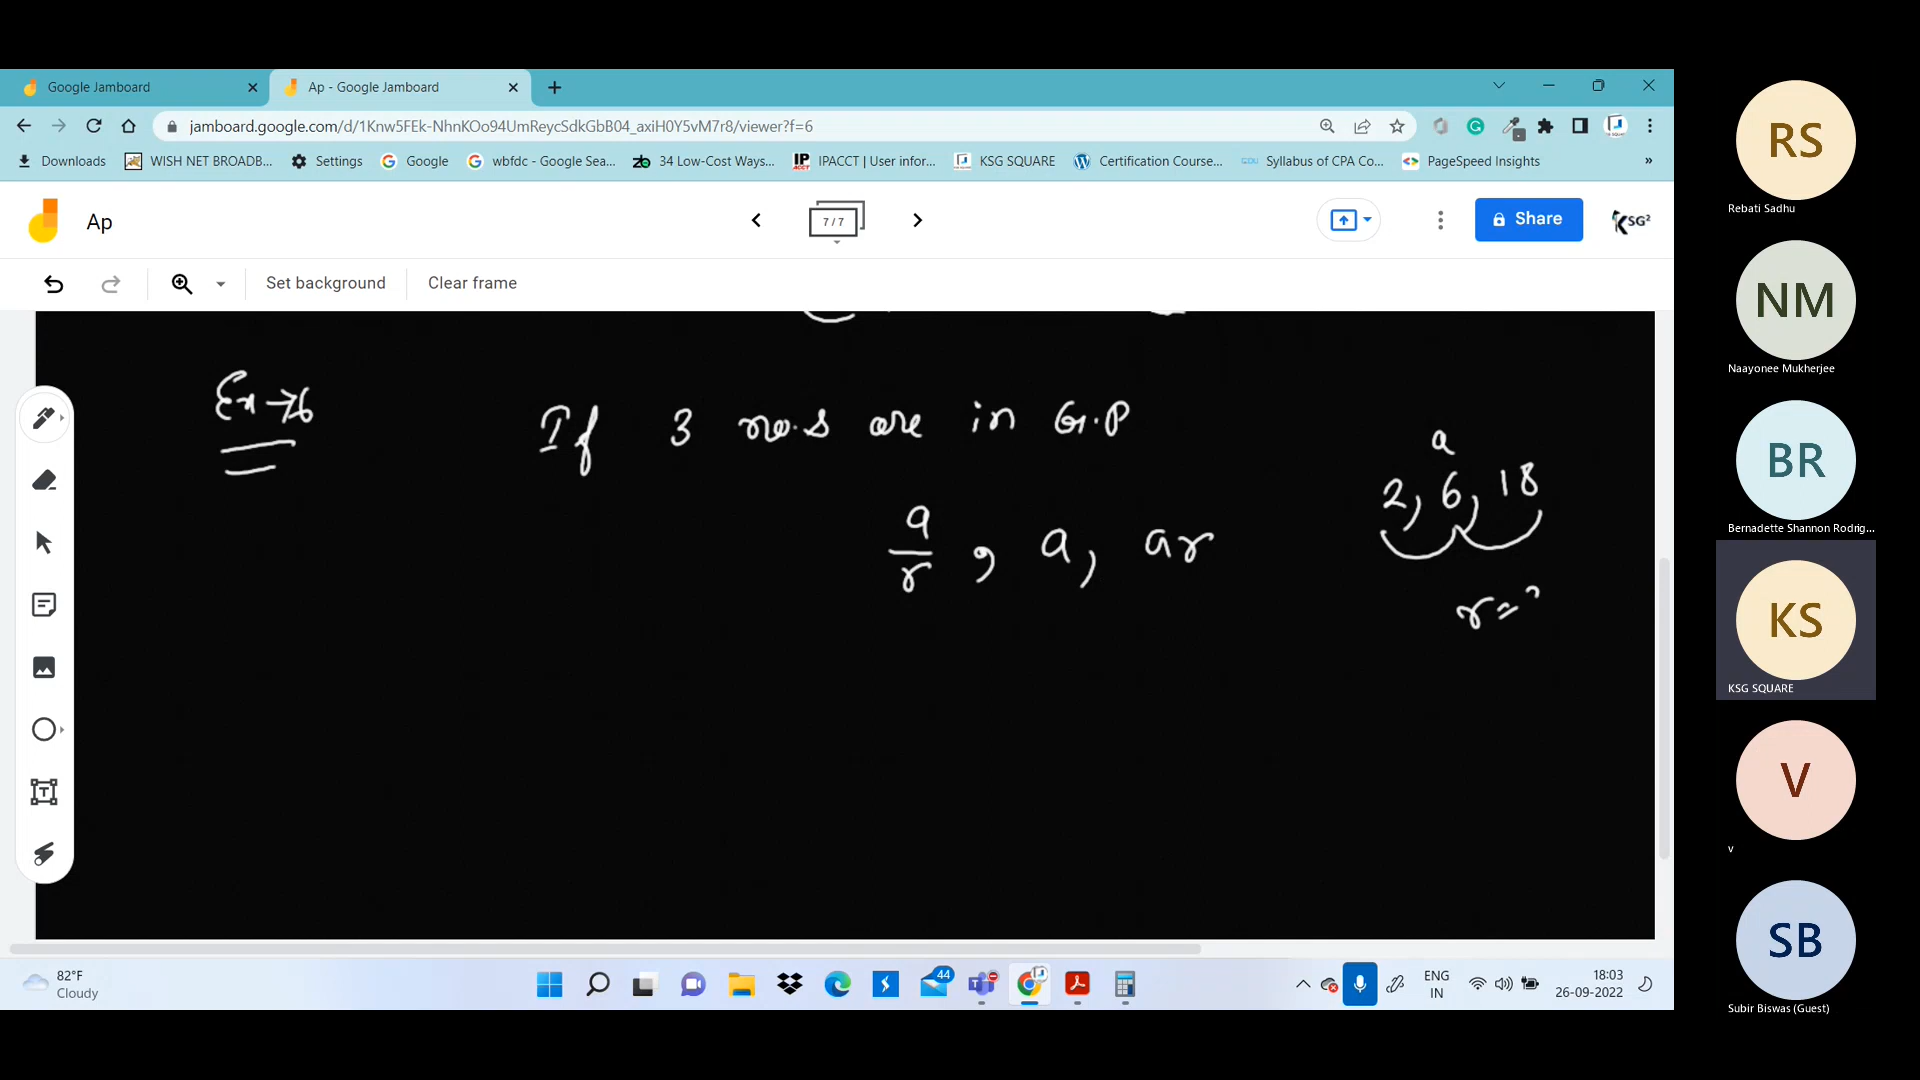 Google Jamboard
Ap - Google Jamboard
jamboard.google.com/d/1Knw5FEk-NhnKOo94UmReycSdkGbB04_axiH0Y5vM7r8/viewer?f=6
Downloads WISH NET BROADB... Settings Google wbfdc - Google Sea... 34 Low-Cost Ways... IPACCT | User infor... KSG SQUARE Certification Course... Syllabus of CPA Co... PageSpeed Insights »
Ap
7 / 7
Share
KSG²
Set background Clear frame
Ex→6
If 3 no.s are in G.P
a
2, 6, 18
a/r , a, ar
r=
82°F
Cloudy
44
ENG
IN
18:03
26-09-2022
RS
Rebati Sadhu
NM
Naayonee Mukherjee
BR
Bernadette Shannon Rodrig...
KS
KSG SQUARE
V
v
SB
Subir Biswas (Guest)